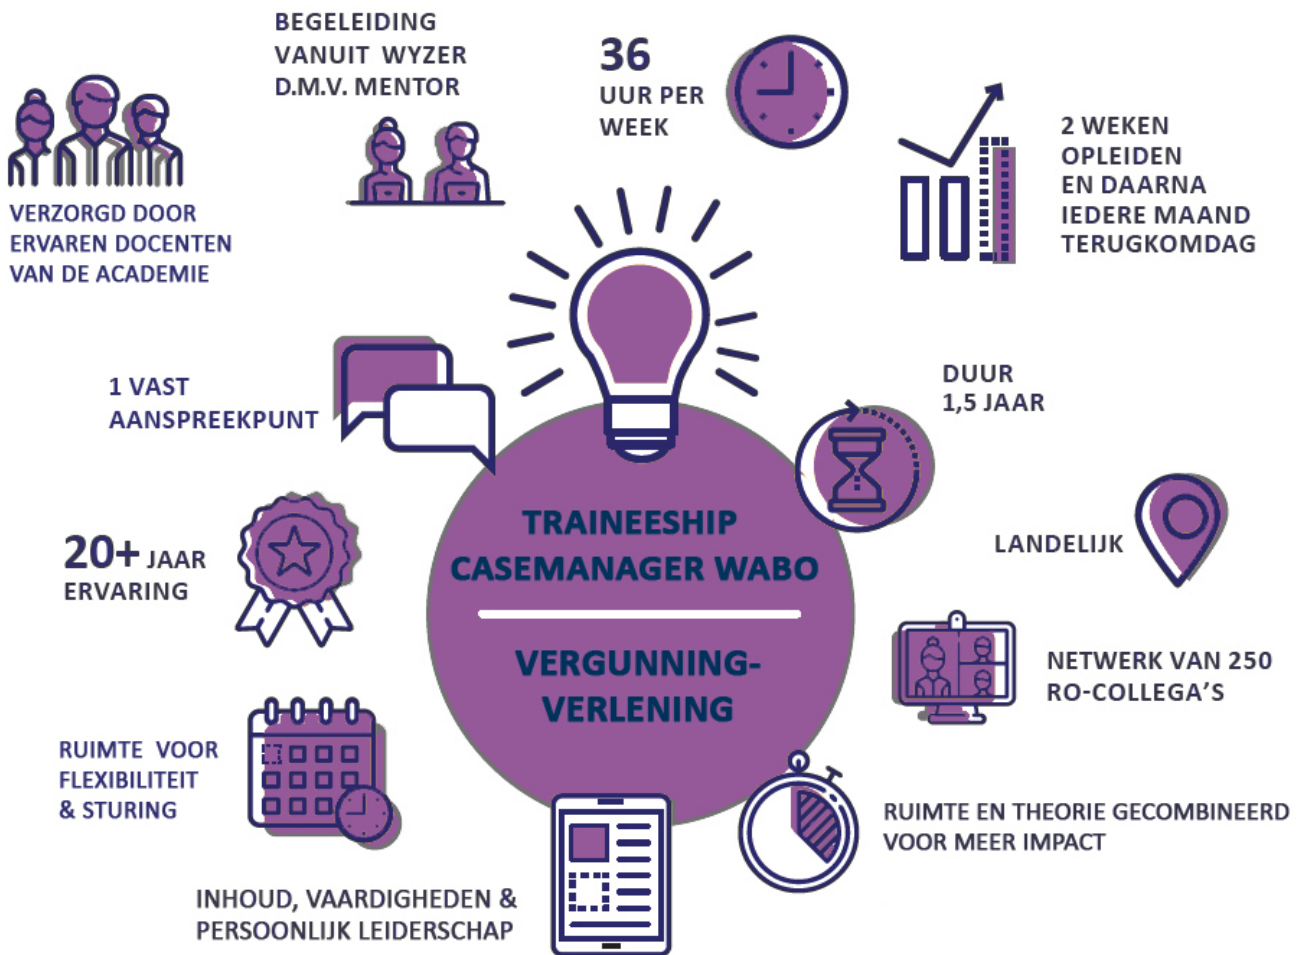 BEGELEIDING
VANUIT WYZER
D.M.V. MENTOR
36
UUR PER
WEEK
2 WEKEN
OPLEIDEN
EN DAARNA
IEDERE MAAND
TERUGKOMDAG
VERZORGD DOOR
ERVAREN DOCENTEN
VAN DE ACADEMIE
1 VAST
AANSPREEKPUNT
DUUR
1,5 JAAR
20+ JAAR
ERVARING
TRAINEESHIP
CASEMANAGER WABO
VERGUNNING-
VERLENING
LANDELIJK
NETWERK VAN 250
RO-COLLEGA'S
RUIMTE VOOR
FLEXIBILITEIT
& STURING
RUIMTE EN THEORIE GECOMBINEERD
VOOR MEER IMPACT
INHOUD, VAARDIGHEDEN &
PERSOONLIJK LEIDERSCHAP